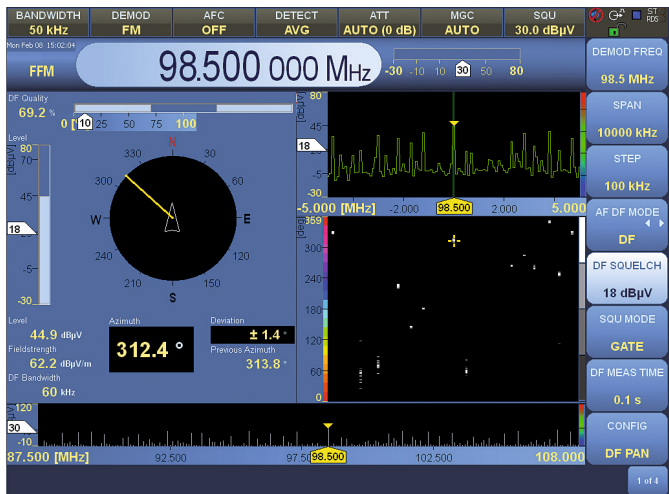 BANDWIDTH DEMOD AFC DETECT ATT MGC SQU
50 kHz FM OFF AVG AUTO (0 dB) AUTO 30.0 dBµV
ST
RDS
Mon Feb 08 15:02:04
FFM
98.500 000 MHz
-30 -10 10 30 50 80
DEMOD FREQ
98.5 MHz
SPAN
10000 kHz
STEP
100 kHz
AF DF MODE
DF
DF SQUELCH
18 dBµV
SQU MODE
GATE
DF MEAS TIME
0.1 s
CONFIG
DF PAN
1 of 4
DF Quality
69.2 %
0 10 25 50 75 100
Level
[dBµV]
80
70
45
18
-5
-30
N
30
60
E
120
150
S
210
240
W
300
330
Level
44.9 dBµV
Fieldstrength
62.2 dBµV/m
DF Bandwidth
60 kHz
Azimuth
312.4 °
Deviation
± 1.4 °
Previous Azimuth
313.8 °
80
45
18
-5
-30
-5.000 [MHz] -2.000 98.500 2.000 5.000
359
[deg]
300
240
180
120
60
0
120
30
-10
87.500 [MHz] 92.500 97.50 98.500 102.500 108.000